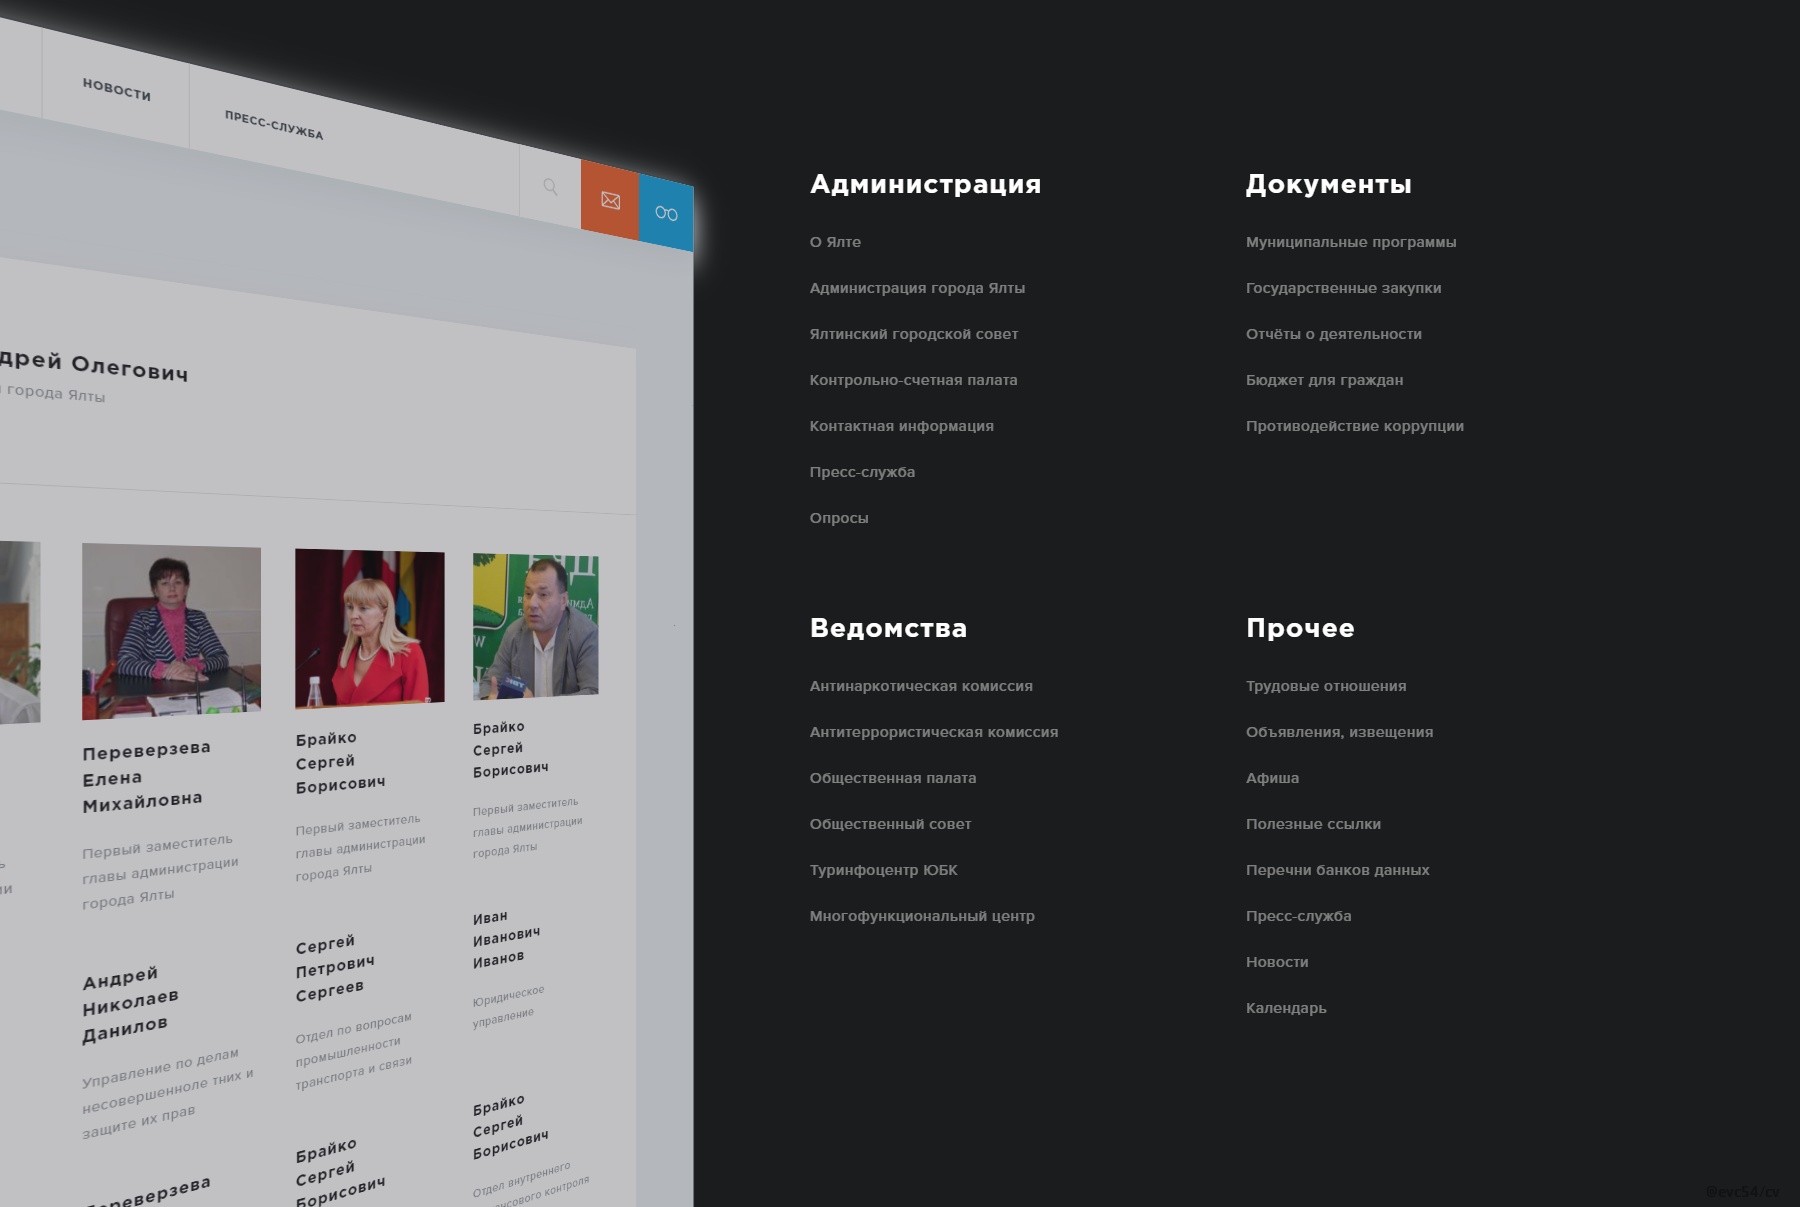 НОВОСТИ
ПРЕСС-СЛУЖБА
дрей Олегович
города Ялты
Переверзева
Елена
Михайловна
Первый заместитель
главы администрации
города Ялты
Брайко
Сергей
Борисович
Первый заместитель
главы администрации
города Ялты
Брайко
Сергей
Борисович
Первый заместитель
главы администрации
города Ялты
Андрей
Николаев
Данилов
Управление по делам
несовершенноле тних и
защите их прав
Сергей
Петрович
Сергеев
Отдел по вопросам
промышленности
транспорта и связи
Иван
Иванович
Иванов
Юридическое
управление
Переверзева
Брайко
Сергей
Борисович
Брайко
Сергей
Борисович
Отдел внутреннего
нсового контроля
Администрация
О Ялте
Администрация города Ялты
Ялтинский городской совет
Контрольно-счетная палата
Контактная информация
Пресс-служба
Опросы
Документы
Муниципальные программы
Государственные закупки
Отчёты о деятельности
Бюджет для граждан
Противодействие коррупции
Ведомства
Антинаркотическая комиссия
Антитеррористическая комиссия
Общественная палата
Общественный совет
Туринфоцентр ЮБК
Многофункциональный центр
Прочее
Трудовые отношения
Объявления, извещения
Афиша
Полезные ссылки
Перечни банков данных
Пресс-служба
Новости
Календарь
@evc54/cv